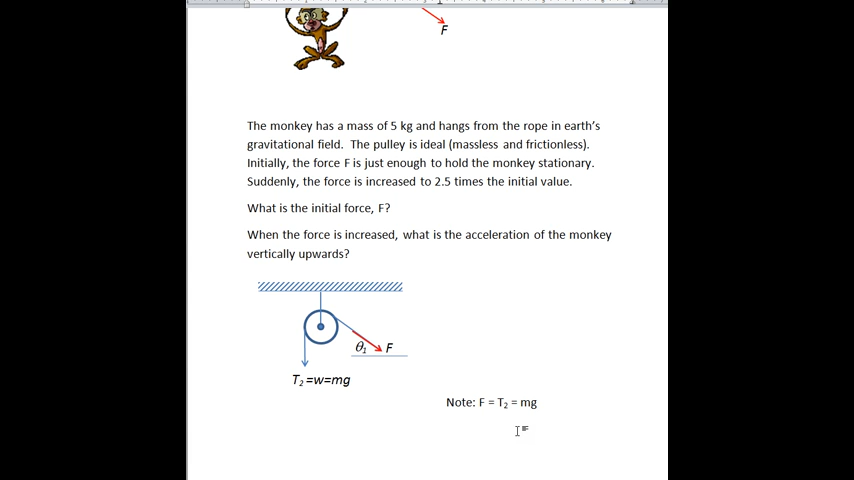 F
The monkey has a mass of 5 kg and hangs from the rope in earth's
gravitational field.  The pulley is ideal (massless and frictionless).
Initially, the force F is just enough to hold the monkey stationary.
Suddenly, the force is increased to 2.5 times the initial value.
What is the initial force, F?
When the force is increased, what is the acceleration of the monkey
vertically upwards?
θ₁ F
T₂ =w=mg
Note: F = T₂ = mg